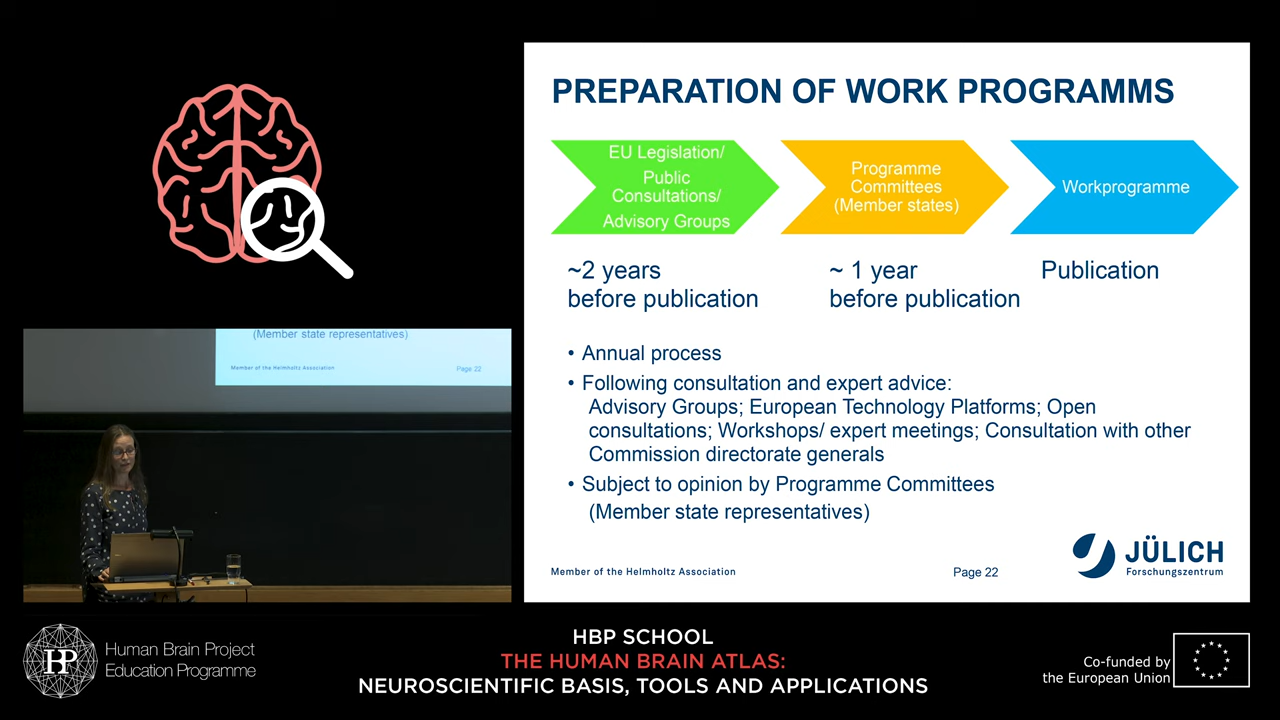 PREPARATION OF WORK PROGRAMMS
EU Legislation/
Public
Consultations/
Advisory Groups
Programme
Committees
(Member states)
Workprogramme
~2 years
before publication
~ 1 year
before publication
Publication
• Annual process
• Following consultation and expert advice:
Advisory Groups; European Technology Platforms; Open
consultations; Workshops/ expert meetings; Consultation with other
Commission directorate generals
• Subject to opinion by Programme Committees
(Member state representatives)
Member of the Helmholtz Association
Page 22
JÜLICH
Forschungszentrum
(Member state representatives)
Member of the Helmholtz Association
Page 22
HBP
Human Brain Project
Education Programme
HBP SCHOOL
THE HUMAN BRAIN ATLAS:
NEUROSCIENTIFIC BASIS, TOOLS AND APPLICATIONS
Co-funded by
the European Union